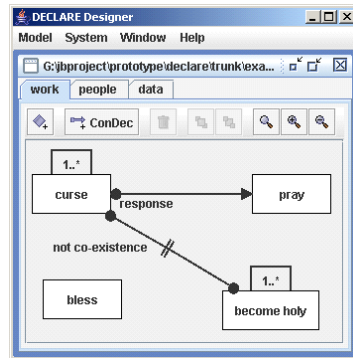 DECLARE Designer
Model System Window Help
G:\jbproject\prototype\declare\trunk\exa...
work people data
ConDec
1..*
curse
response
pray
not co-existence
1..*
bless
become holy